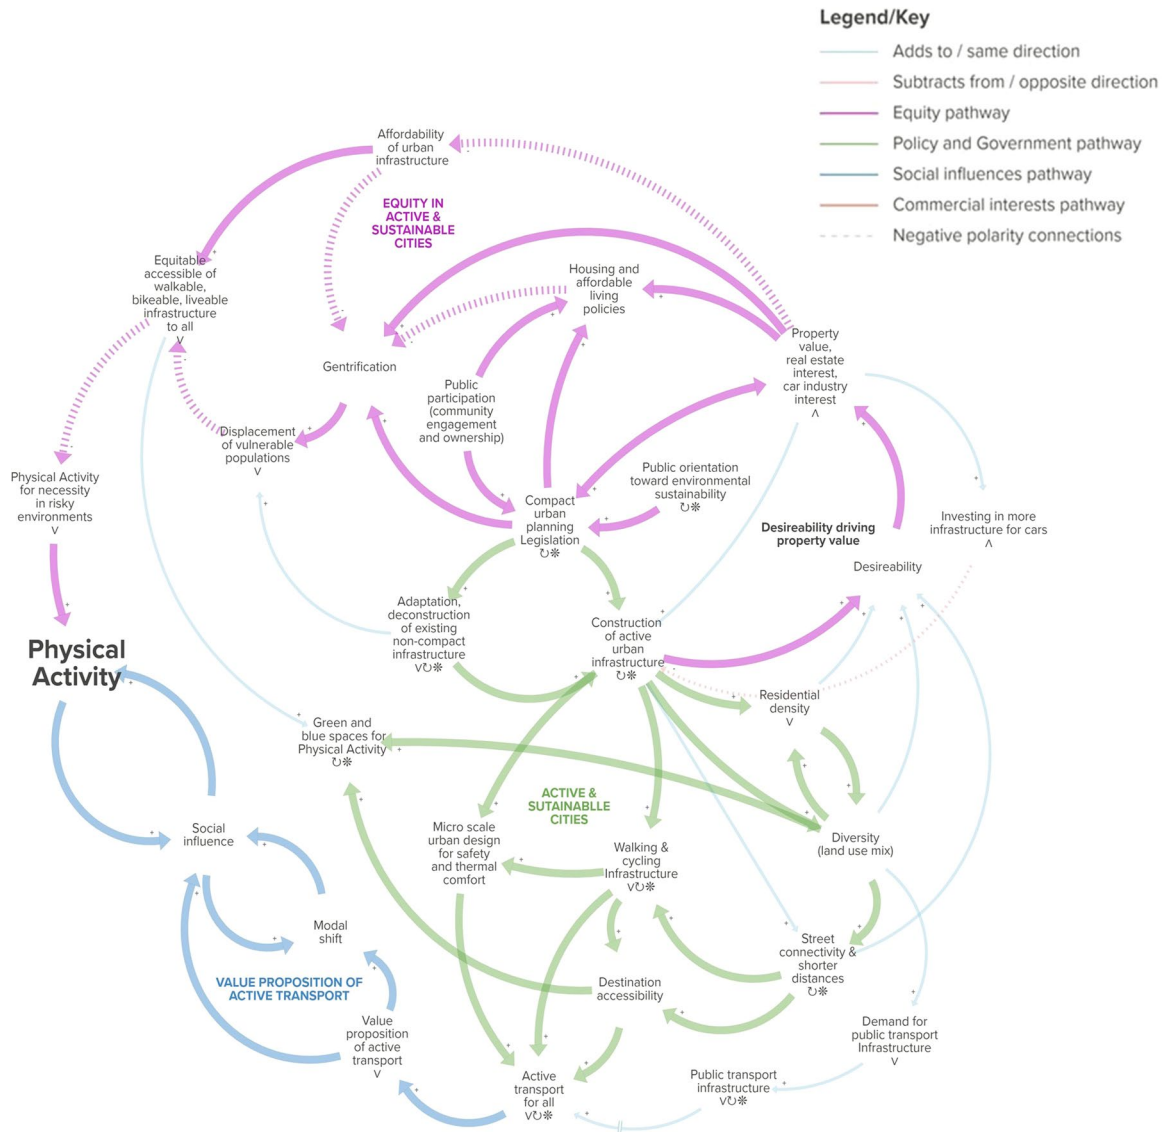 Legend/Key
Adds to / same direction
Subtracts from / opposite direction
Equity pathway
Policy and Government pathway
Social influences pathway
Commercial interests pathway
Negative polarity connections
Affordability
of urban
infrastructure
EQUITY IN
ACTIVE &
SUSTAINABLE
CITIES
Equitable
accessible of
walkable,
bikeable, liveable
infrastructure
to all
Housing and
affordable
living
policies
Property
value,
real estate
interest,
car industry
interest
Gentrification
Public
participation
(community
engagement
and ownership)
Displacement
of vulnerable
populations
Public orientation
toward environmental
sustainability
Physical Activity
for necessity
in risky
environments
Compact
urban
planning
Legislation
Desireability driving
property value
Investing in more
infrastructure for cars
Desireability
Adaptation,
deconstruction
of existing
non-compact
infrastructure
Construction
of active
urban
infrastructure
Physical
Activity
Residential
density
Green and
blue spaces for
Physical Activity
ACTIVE &
SUTAINABLLE
CITIES
Social
influence
Micro scale
urban design
for safety
and thermal
comfort
Walking &
cycling
Infrastructure
Diversity
(land use mix)
Modal
shift
Street
connectivity &
shorter
distances
VALUE PROPOSITION OF
ACTIVE TRANSPORT
Destination
accessibility
Value
proposition
of active
transport
Demand for
public transport
Infrastructure
Active
transport
for all
Public transport
infrastructure